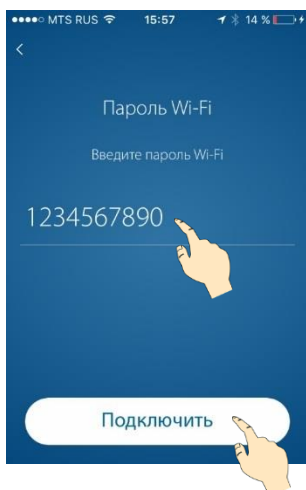 MTS RUS 15:57 14 %
Пароль Wi-Fi
Введите пароль Wi-Fi
1234567890
Подключить